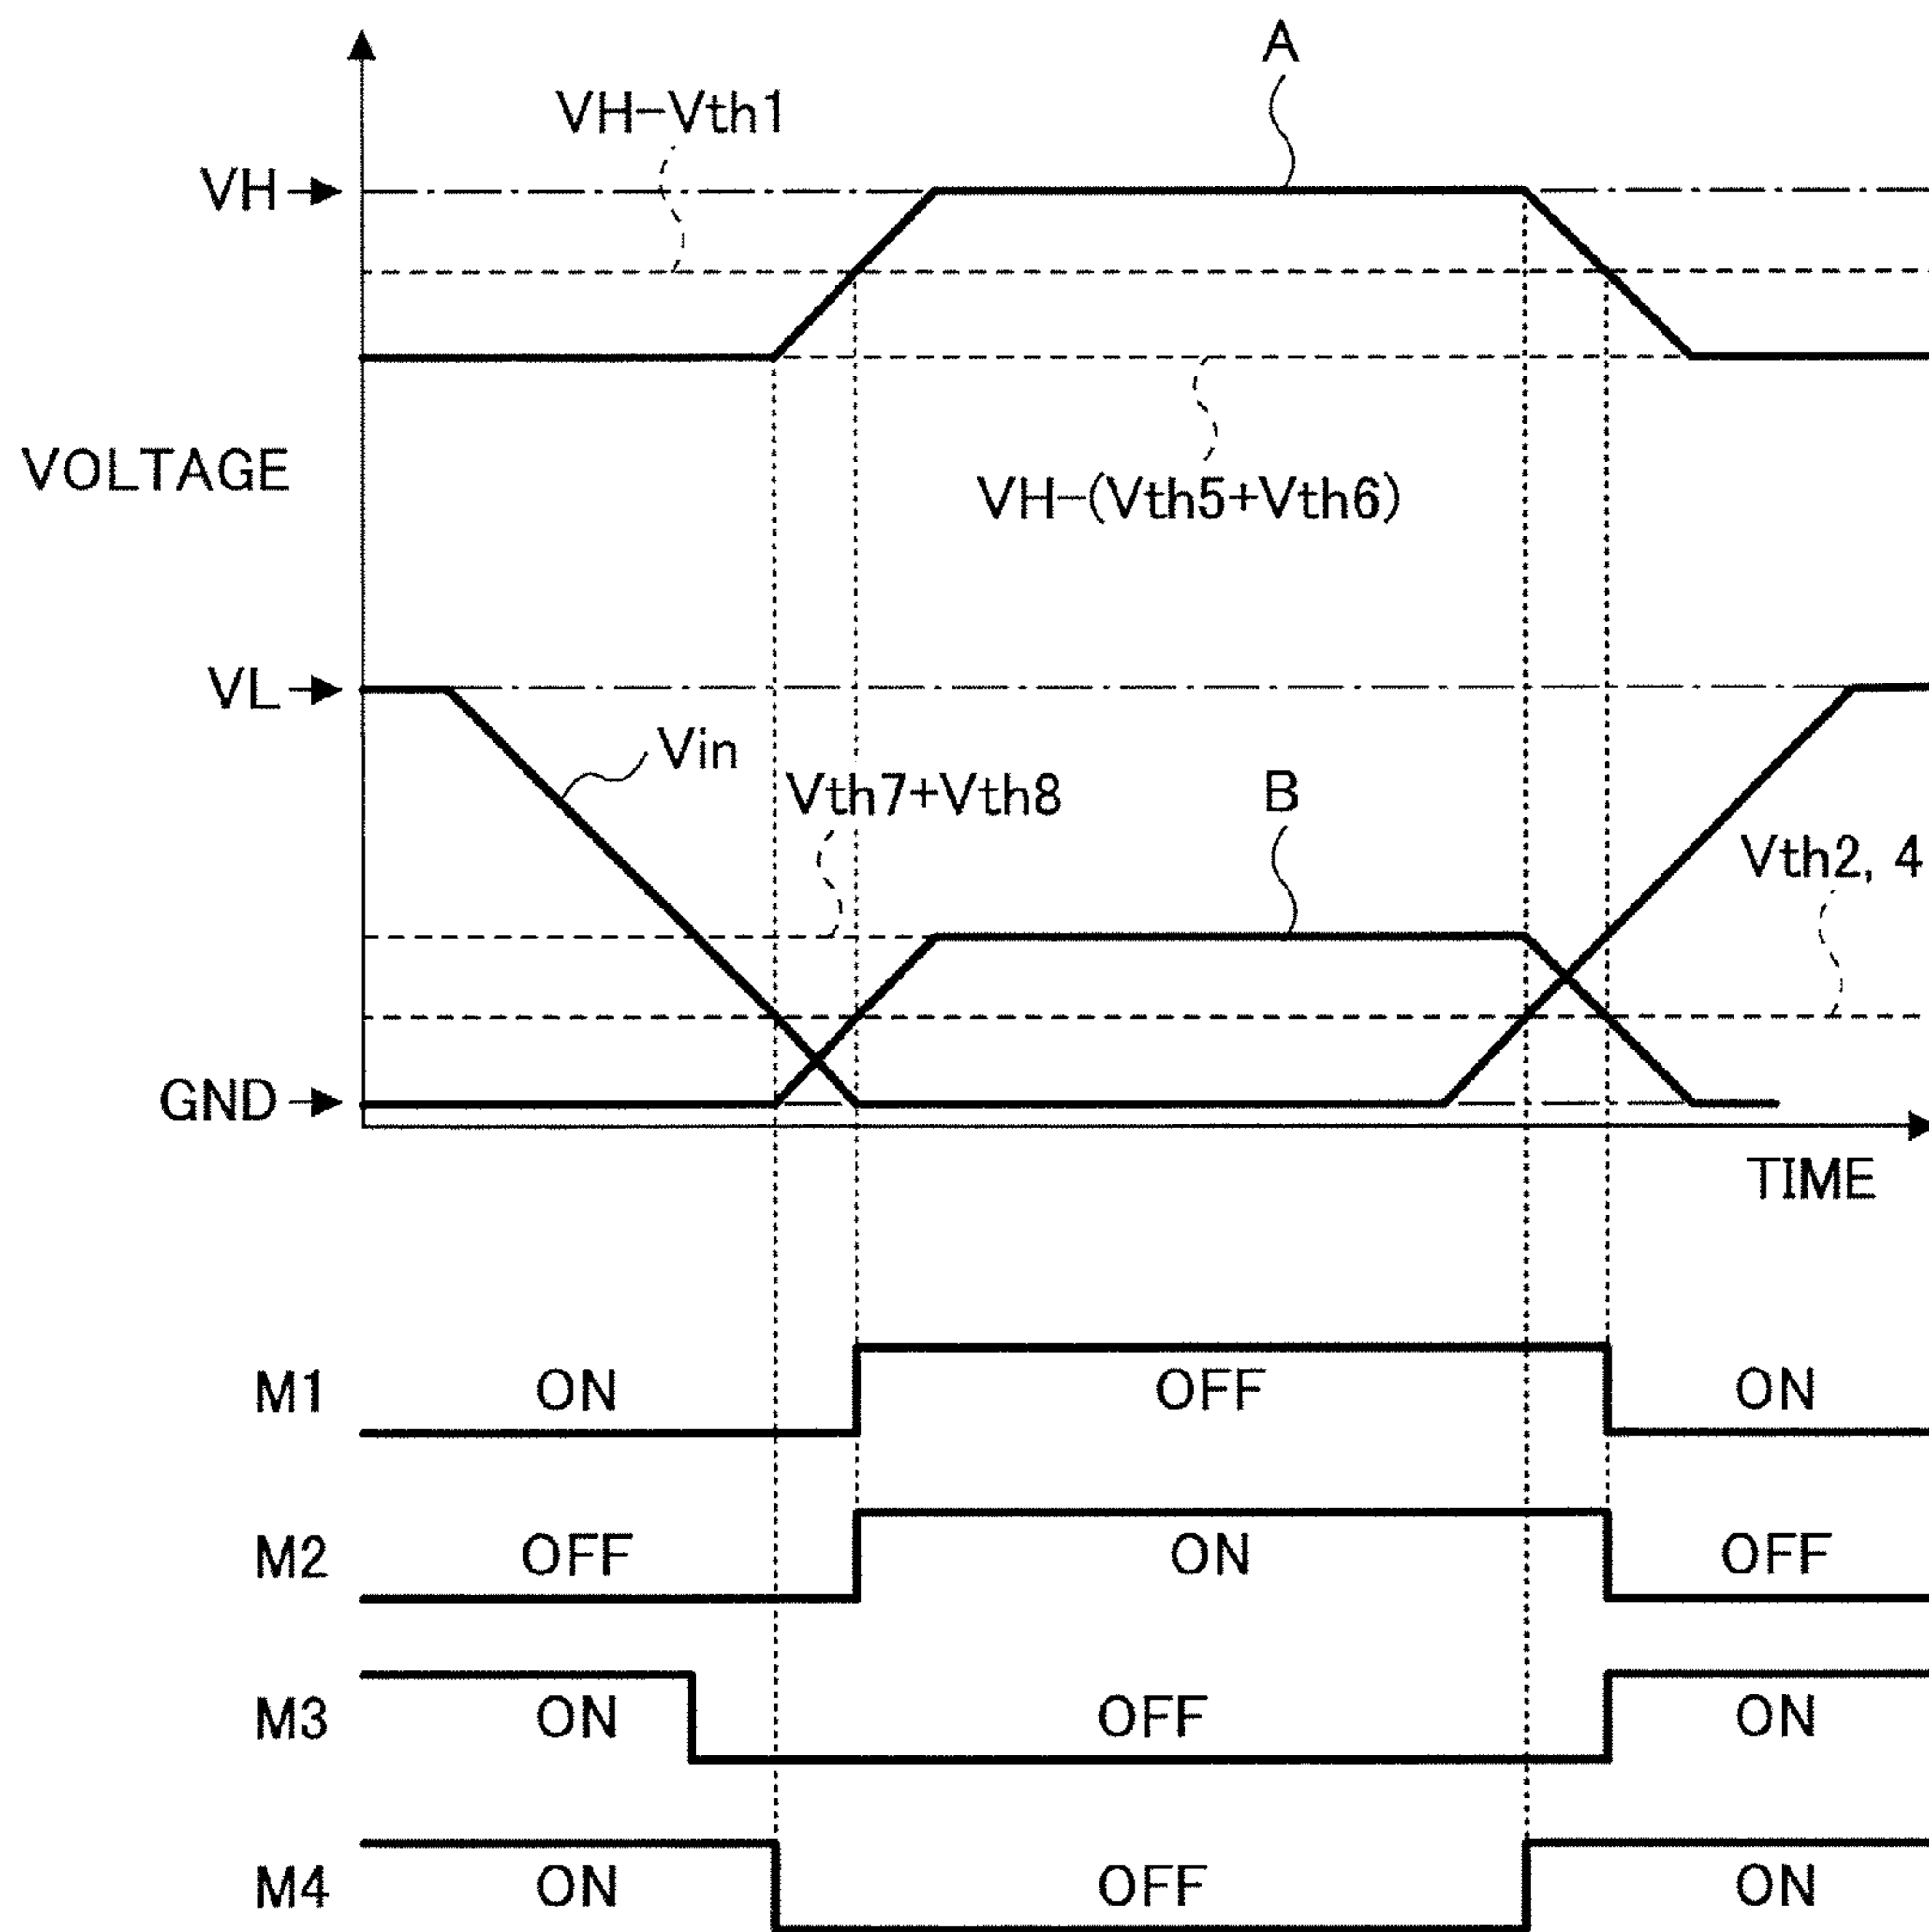 A
VH-Vth1
VH
VOLTAGE
VH-(Vth5+Vth6)
VL
Vin
Vth7+Vth8
B
Vth2, 4
GND
TIME
M1 ON OFF ON
M2 OFF ON OFF
M3 ON OFF ON
M4 ON OFF ON